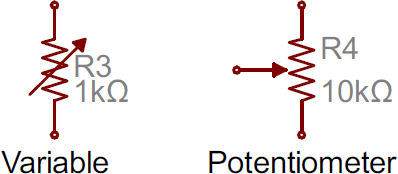 R3
1kΩ
R4
10kΩ
Variable
Potentiometer